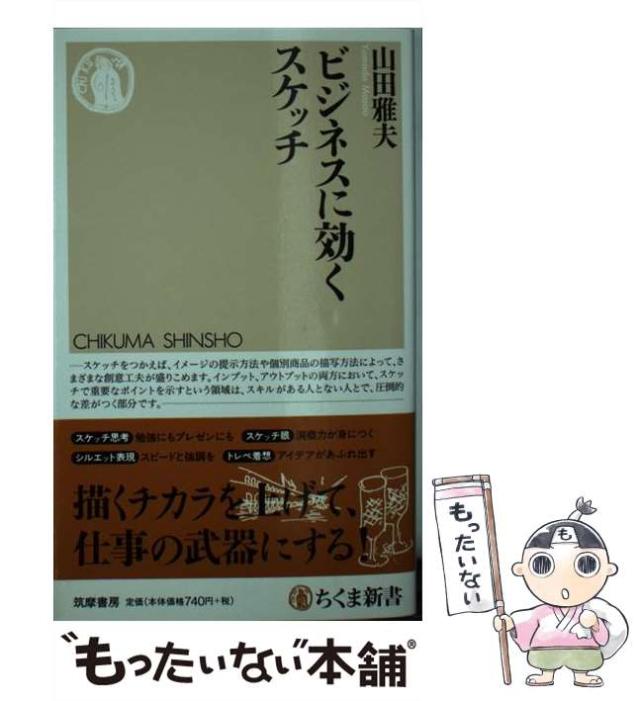 山田雅夫
Yamada Masao
ビジネスに効く
スケッチ
CHIKUMA SHINSHO
──スケッチをつかえば、イメージの提示方法や個別商品の描写方法によって、さ
まざまな創意工夫が盛りこめます。インプット、アウトプットの両方において、スケッ
チで重要なポイントを示すという領域は、スキルがある人とない人とで、圧倒的
な差がつく部分です。
スケッチ思考 勉強にもプレゼンにも スケッチ眼 洞察力が身につく
シルエット表現 スピードと強調を トレペ着想 アイデアがあふれ出す
描くチカラを上げて、
仕事の武器にする!
筑摩書房 定価(本体価格740円+税) ちくま新書
“もったいない”本舗®
も
もったいない